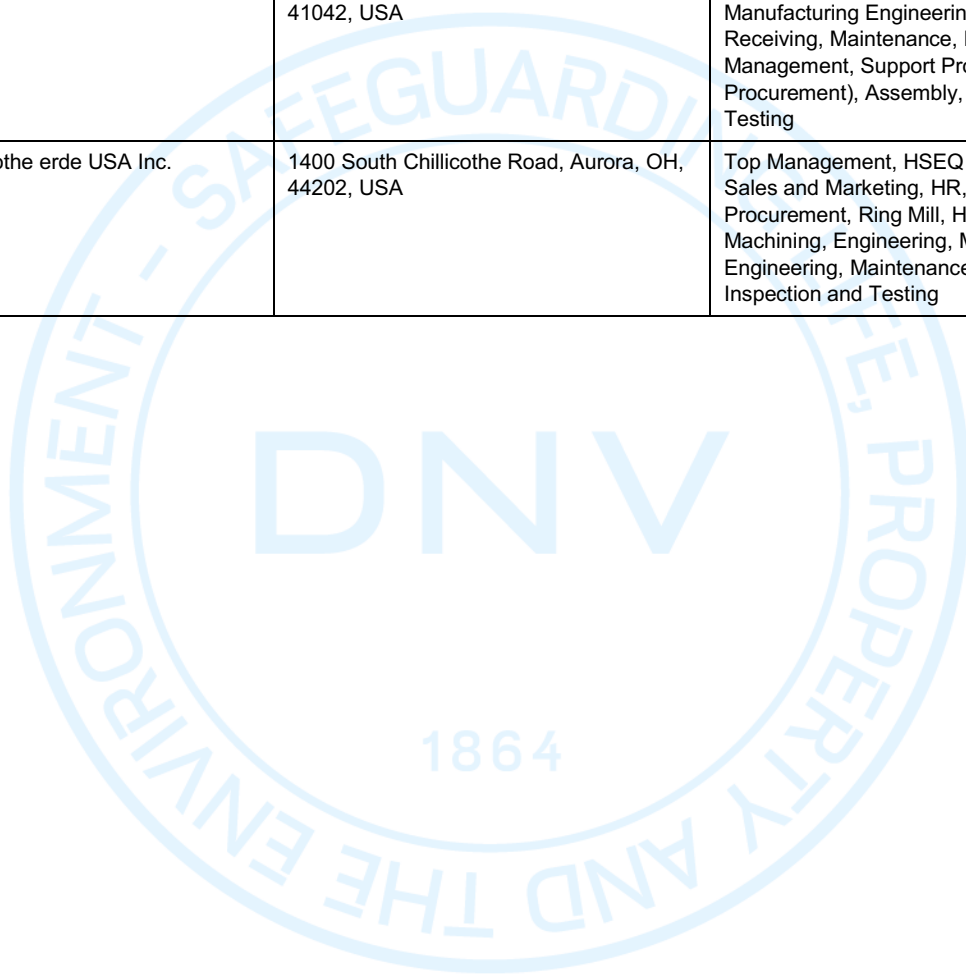 41042, USA
Manufacturing Engineerin
Receiving, Maintenance,
Management, Support Pro
Procurement), Assembly,
Testing
othe erde USA Inc.
1400 South Chillicothe Road, Aurora, OH,
44202, USA
Top Management, HSEQ
Sales and Marketing, HR,
Procurement, Ring Mill, H
Machining, Engineering, M
Engineering, Maintenance
Inspection and Testing
SAFEGUARDING LIFE, PROPERTY AND THE ENVIRONMENT -
DNV
1864